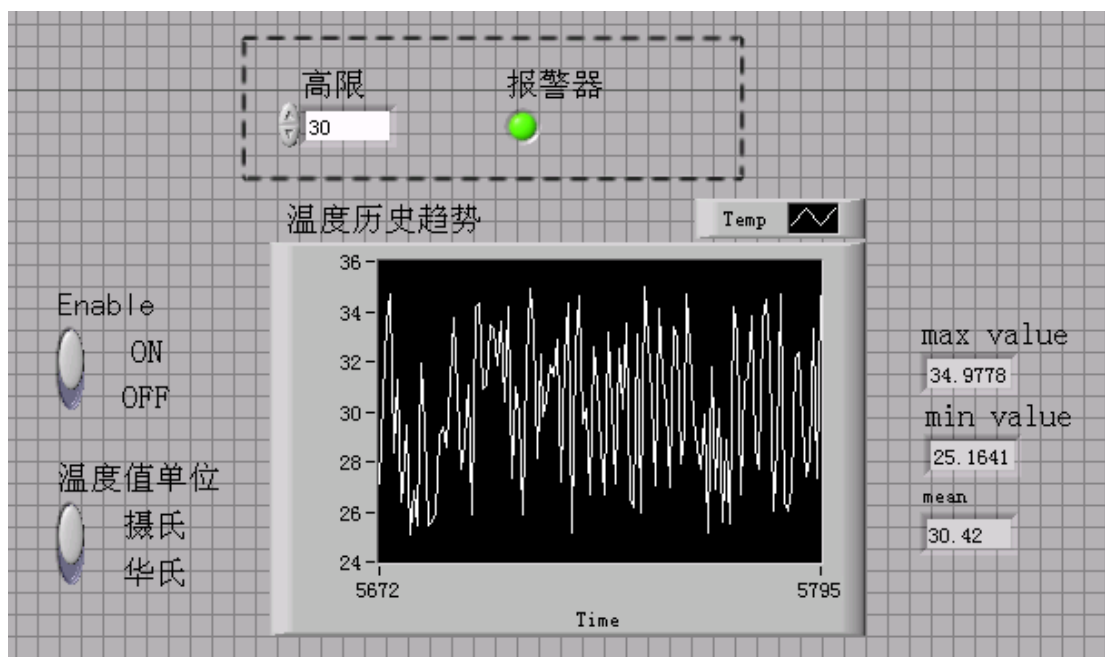 高限
报警器
30
温度历史趋势
Temp
36
34
32
30
28
26
24
5672
5795
Time
Enable
ON
OFF
温度值单位
摄氏
华氏
max value
34.9778
min value
25.1641
mean
30.42